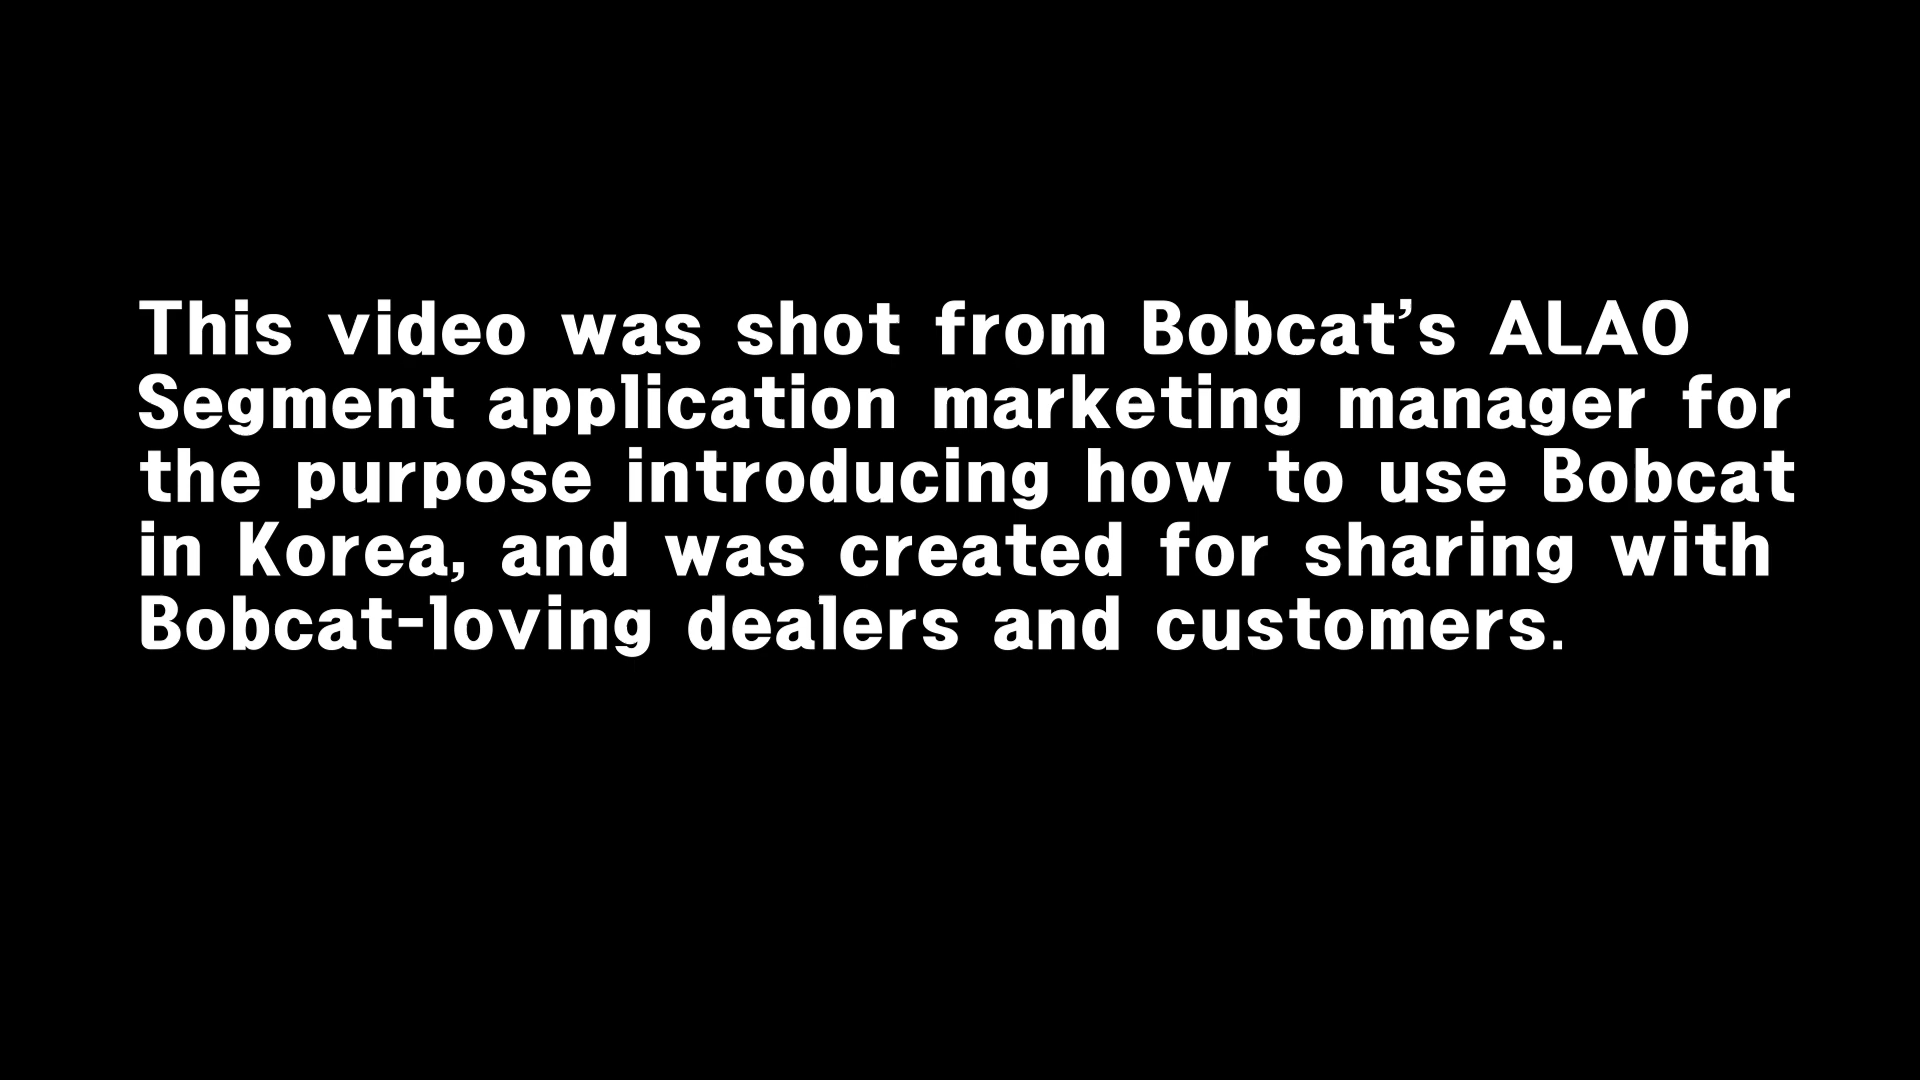 This video was shot from Bobcat’s ALAO
Segment application marketing manager for
the purpose introducing how to use Bobcat
in Korea, and was created for sharing with
Bobcat-loving dealers and customers.